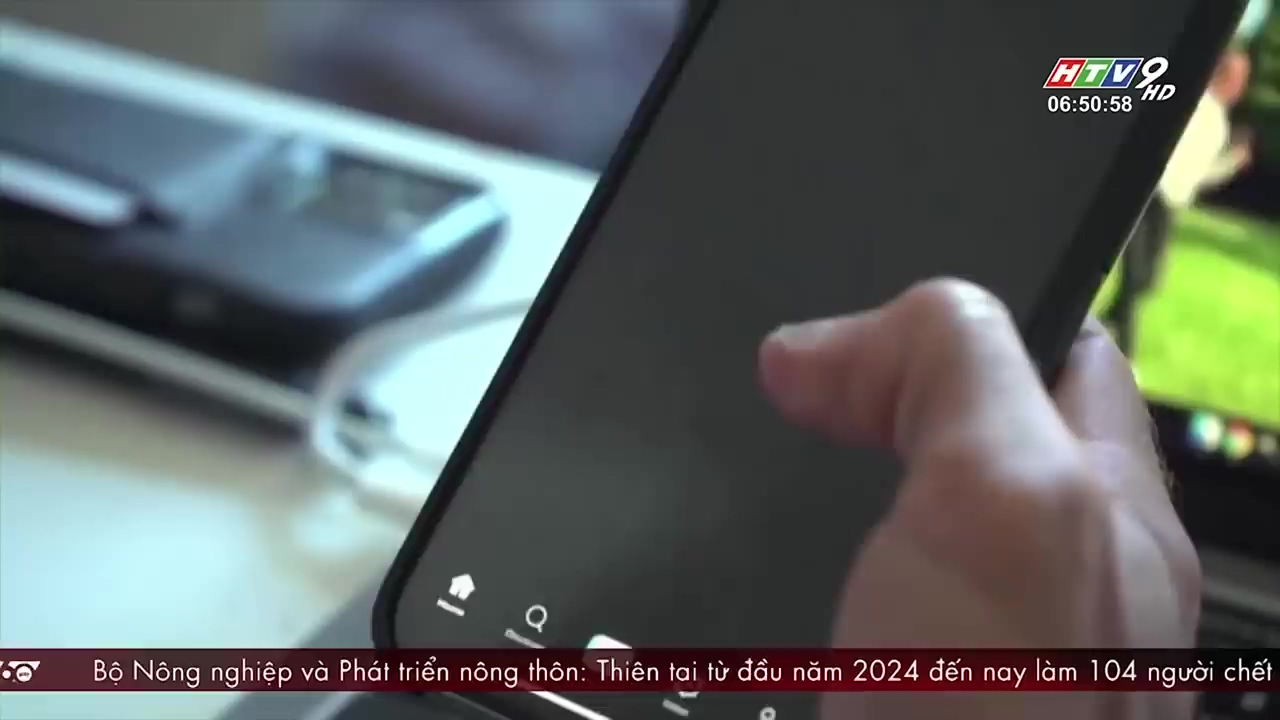 HTV9
HD
06:50:58
Bộ Nông nghiệp và Phát triển nông thôn: Thiên tai từ đầu năm 2024 đến nay làm 104 người chết